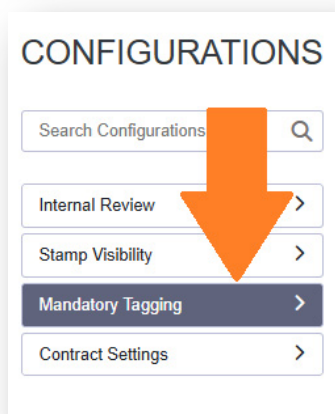 CONFIGURATIONS
Search Configurations
Internal Review
Stamp Visibility
Mandatory Tagging
Contract Settings